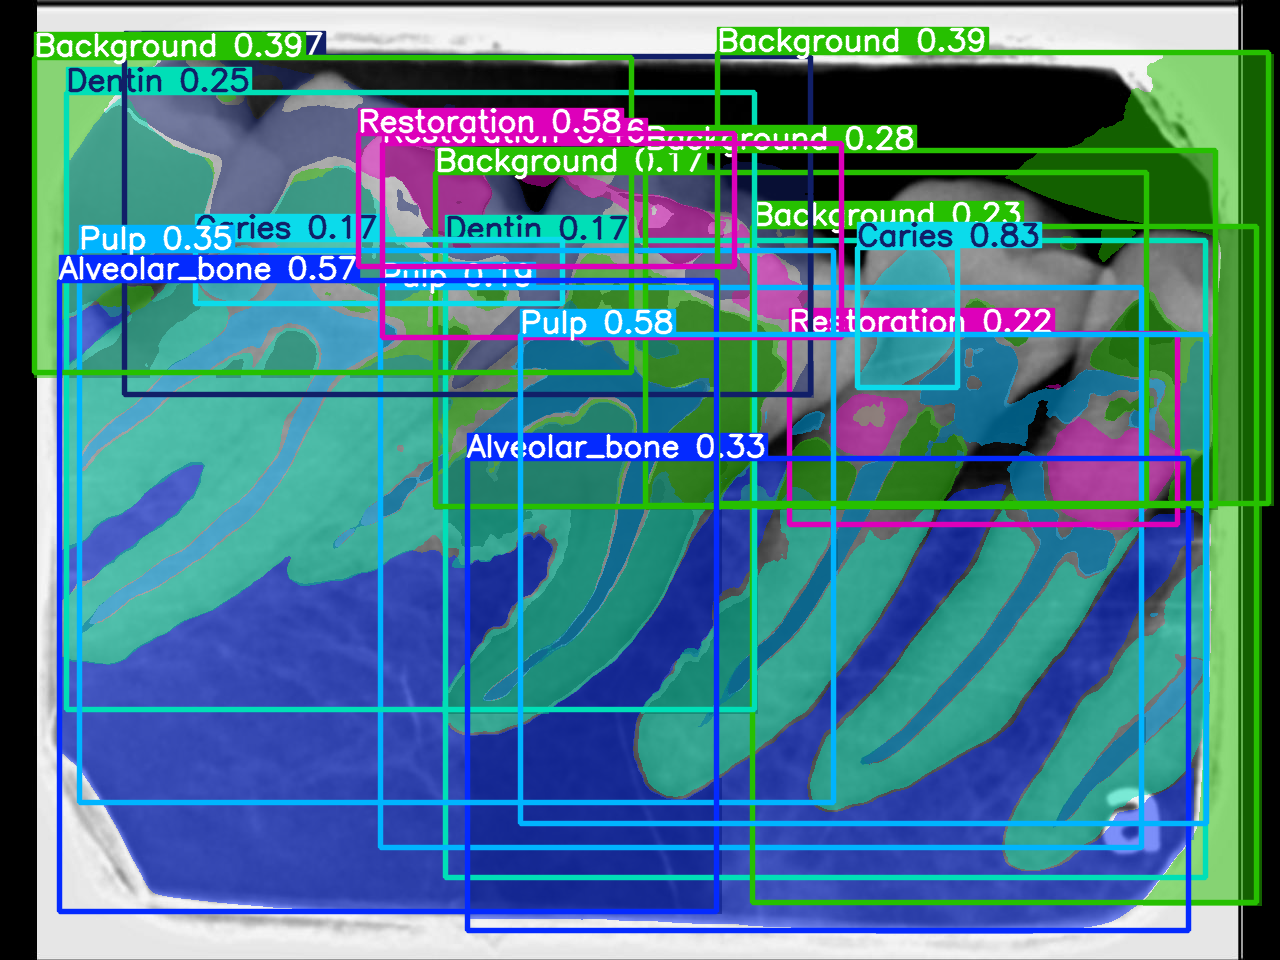 Background 0.397
Background 0.39
Dentin 0.25
Restoration 0.58
Restoration 0.16
Background 0.28
Background 0.17
Background 0.23
Caries 0.17
Dentin 0.17
Caries 0.83
Pulp 0.35
Alveolar_bone 0.57
Pulp 0.19
Pulp 0.58
Restoration 0.22
Alveolar_bone 0.33
a